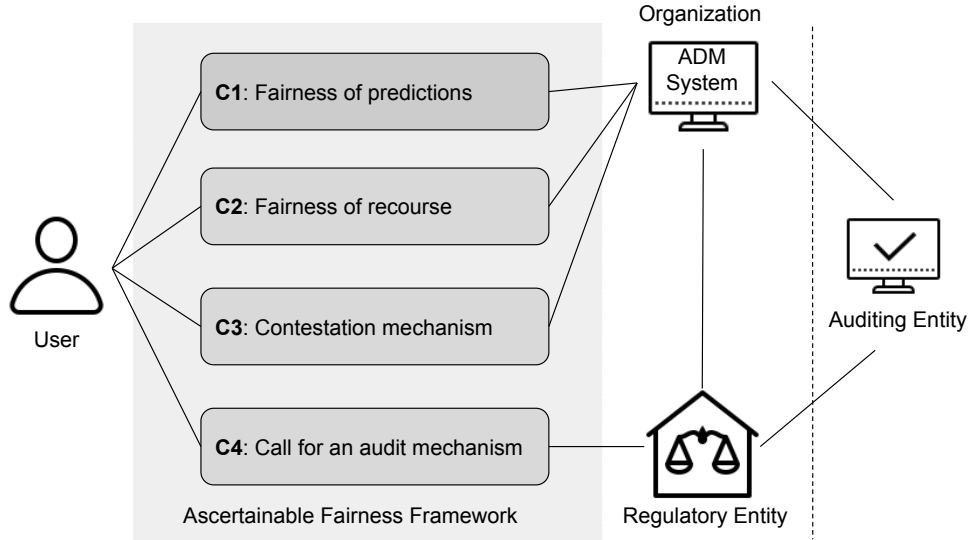 Organization
ADM
System
C1: Fairness of predictions
C2: Fairness of recourse
C3: Contestation mechanism
C4: Call for an audit mechanism
User
Auditing Entity
Ascertainable Fairness Framework
Regulatory Entity